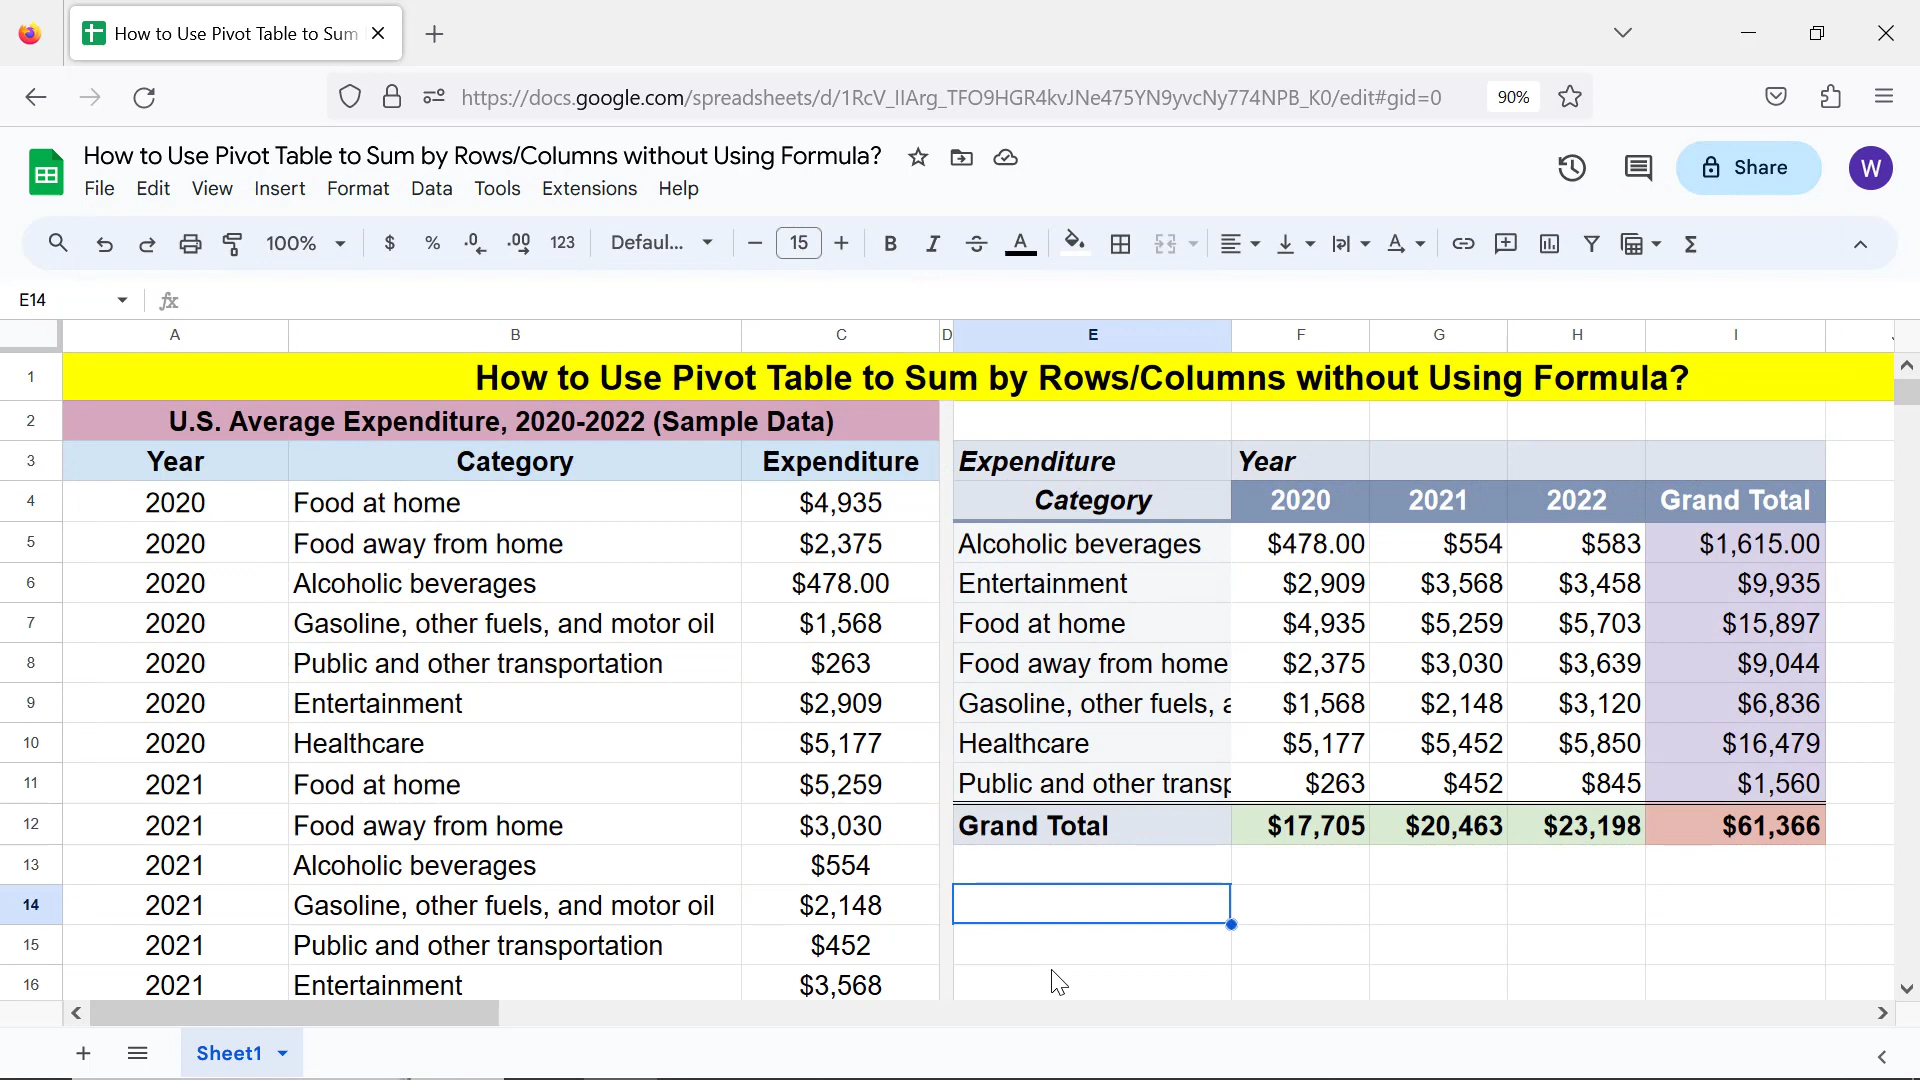 How to Use Pivot Table to Sum
https://docs.google.com/spreadsheets/d/1RcV_IIArg_TFO9HGR4kvJNe475YN9yvcNy774NPB_K0/edit#gid=0
90%
How to Use Pivot Table to Sum by Rows/Columns without Using Formula?
File Edit View Insert Format Data Tools Extensions Help
Share
W
100% $ % .0 .00 123 Defaul... 15 B I A
E14 fx
A B C D E F G H I
1 How to Use Pivot Table to Sum by Rows/Columns without Using Formula?
2 U.S. Average Expenditure, 2020-2022 (Sample Data)
3 Year Category Expenditure Expenditure Year
4 2020 Food at home $4,935 Category 2020 2021 2022 Grand Total
5 2020 Food away from home $2,375 Alcoholic beverages $478.00 $554 $583 $1,615.00
6 2020 Alcoholic beverages $478.00 Entertainment $2,909 $3,568 $3,458 $9,935
7 2020 Gasoline, other fuels, and motor oil $1,568 Food at home $4,935 $5,259 $5,703 $15,897
8 2020 Public and other transportation $263 Food away from home $2,375 $3,030 $3,639 $9,044
9 2020 Entertainment $2,909 Gasoline, other fuels, $1,568 $2,148 $3,120 $6,836
10 2020 Healthcare $5,177 Healthcare $5,177 $5,452 $5,850 $16,479
11 2021 Food at home $5,259 Public and other transp $263 $452 $845 $1,560
12 2021 Food away from home $3,030 Grand Total $17,705 $20,463 $23,198 $61,366
13 2021 Alcoholic beverages $554
14 2021 Gasoline, other fuels, and motor oil $2,148
15 2021 Public and other transportation $452
16 2021 Entertainment $3,568
Sheet1